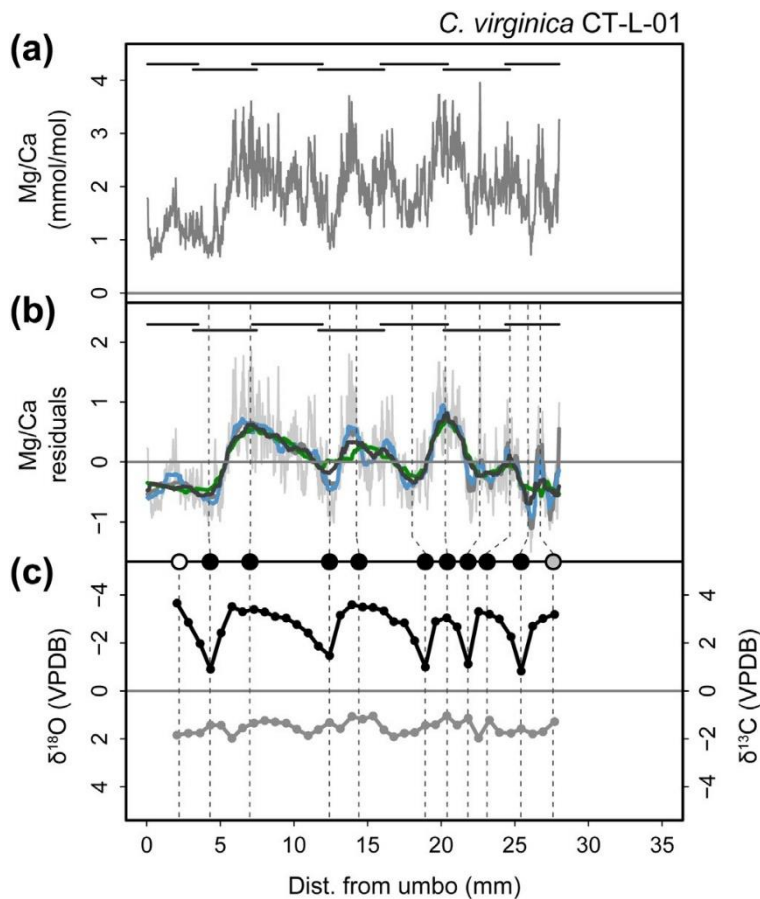 C. virginica CT-L-01
(a)
Mg/Ca
(mmol/mol)
4
3
2
1
0
(b)
Mg/Ca
residuals
2
1
0
−1
(c)
δ¹⁸O (VPDB)
−4
−2
0
2
4
4
2
0
−2
−4
δ¹³C (VPDB)
0 5 10 15 20 25 30 35
Dist. from umbo (mm)